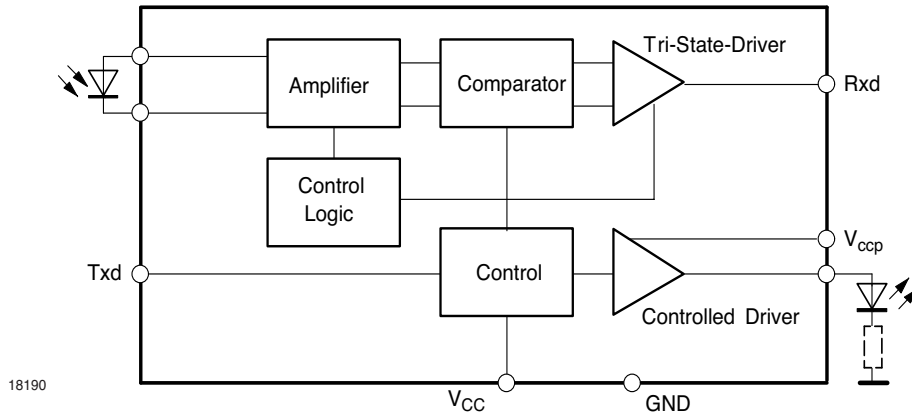 Tri-State-Driver
Amplifier
Comparator
Rxd
Control
Logic
Vccp
Txd
Control
Controlled Driver
18190
VCC
GND